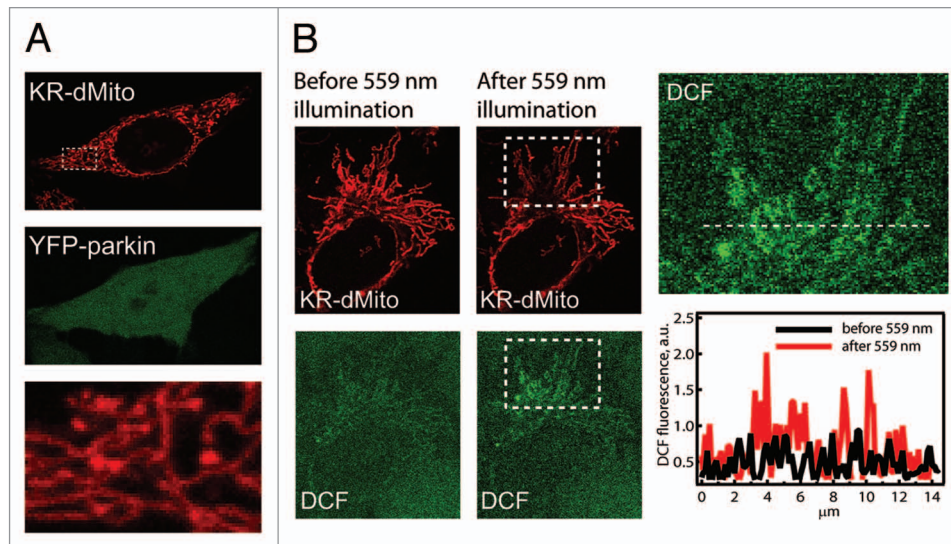 A
KR-dMito
YFP-parkin
B
Before 559 nm
illumination
After 559 nm
illumination
KR-dMito
KR-dMito
DCF
DCF
DCF
before 559 nm
after 559 nm
DCF fluorescence, a.u.
2.5
2.0
1.5
1.0
0.5
0 2 4 6 8 10 12 14
μm